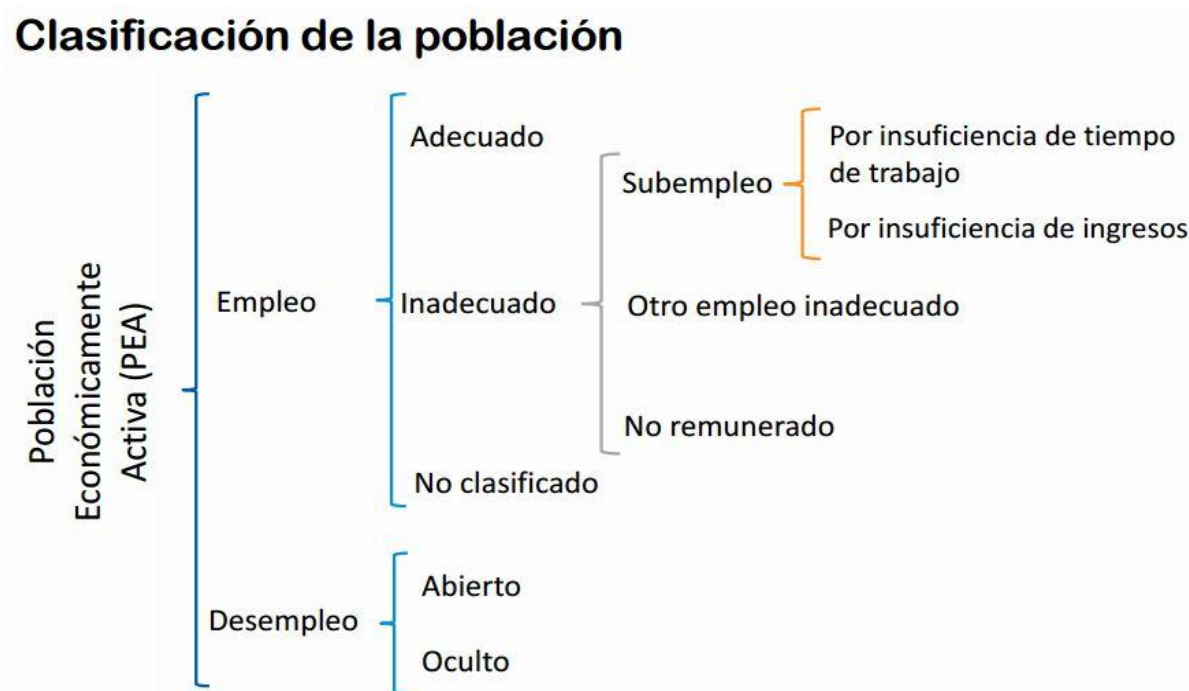 Clasificación de la población
Población
Económicamente
Activa (PEA)
Empleo
Adecuado
Inadecuado
Subempleo
Por insuficiencia de tiempo
de trabajo
Por insuficiencia de ingresos
Otro empleo inadecuado
No remunerado
No clasificado
Desempleo
Abierto
Oculto